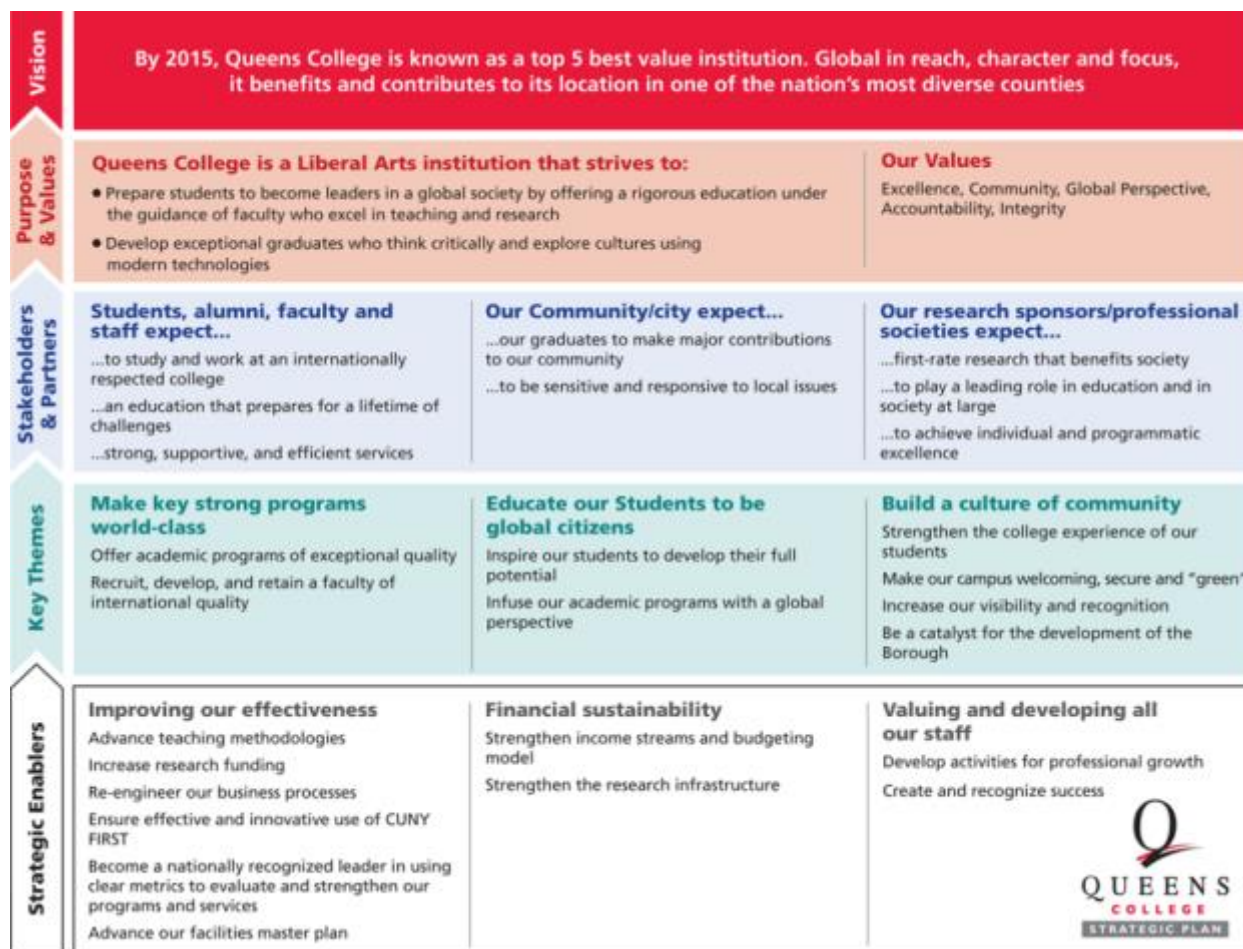 Vision
By 2015, Queens College is known as a top 5 best value institution. Global in reach, character and focus,
it benefits and contributes to its location in one of the nation's most diverse counties
Purpose
& Values
Queens College is a Liberal Arts institution that strives to:
• Prepare students to become leaders in a global society by offering a rigorous education under
the guidance of faculty who excel in teaching and research
• Develop exceptional graduates who think critically and explore cultures using
modern technologies
Our Values
Excellence, Community, Global Perspective,
Accountability, Integrity
Stakeholders
& Partners
Students, alumni, faculty and
staff expect...
...to study and work at an internationally
respected college
...an education that prepares for a lifetime of
challenges
...strong, supportive, and efficient services
Our Community/city expect...
...our graduates to make major contributions
to our community
...to be sensitive and responsive to local issues
Our research sponsors/professional
societies expect...
...first-rate research that benefits society
...to play a leading role in education and in
society at large
...to achieve individual and programmatic
excellence
Key Themes
Make key strong programs
world-class
Offer academic programs of exceptional quality
Recruit, develop, and retain a faculty of
international quality
Educate our Students to be
global citizens
Inspire our students to develop their full
potential
Infuse our academic programs with a global
perspective
Build a culture of community
Strengthen the college experience of our
students
Make our campus welcoming, secure and "green"
Increase our visibility and recognition
Be a catalyst for the development of the
Borough
Strategic Enablers
Improving our effectiveness
Advance teaching methodologies
Increase research funding
Re-engineer our business processes
Ensure effective and innovative use of CUNY
FIRST
Become a nationally recognized leader in using
clear metrics to evaluate and strengthen our
programs and services
Advance our facilities master plan
Financial sustainability
Strengthen income streams and budgeting
model
Strengthen the research infrastructure
Valuing and developing all
our staff
Develop activities for professional growth
Create and recognize success
Q
QUEENS
COLLEGE
STRATEGIC PLAN